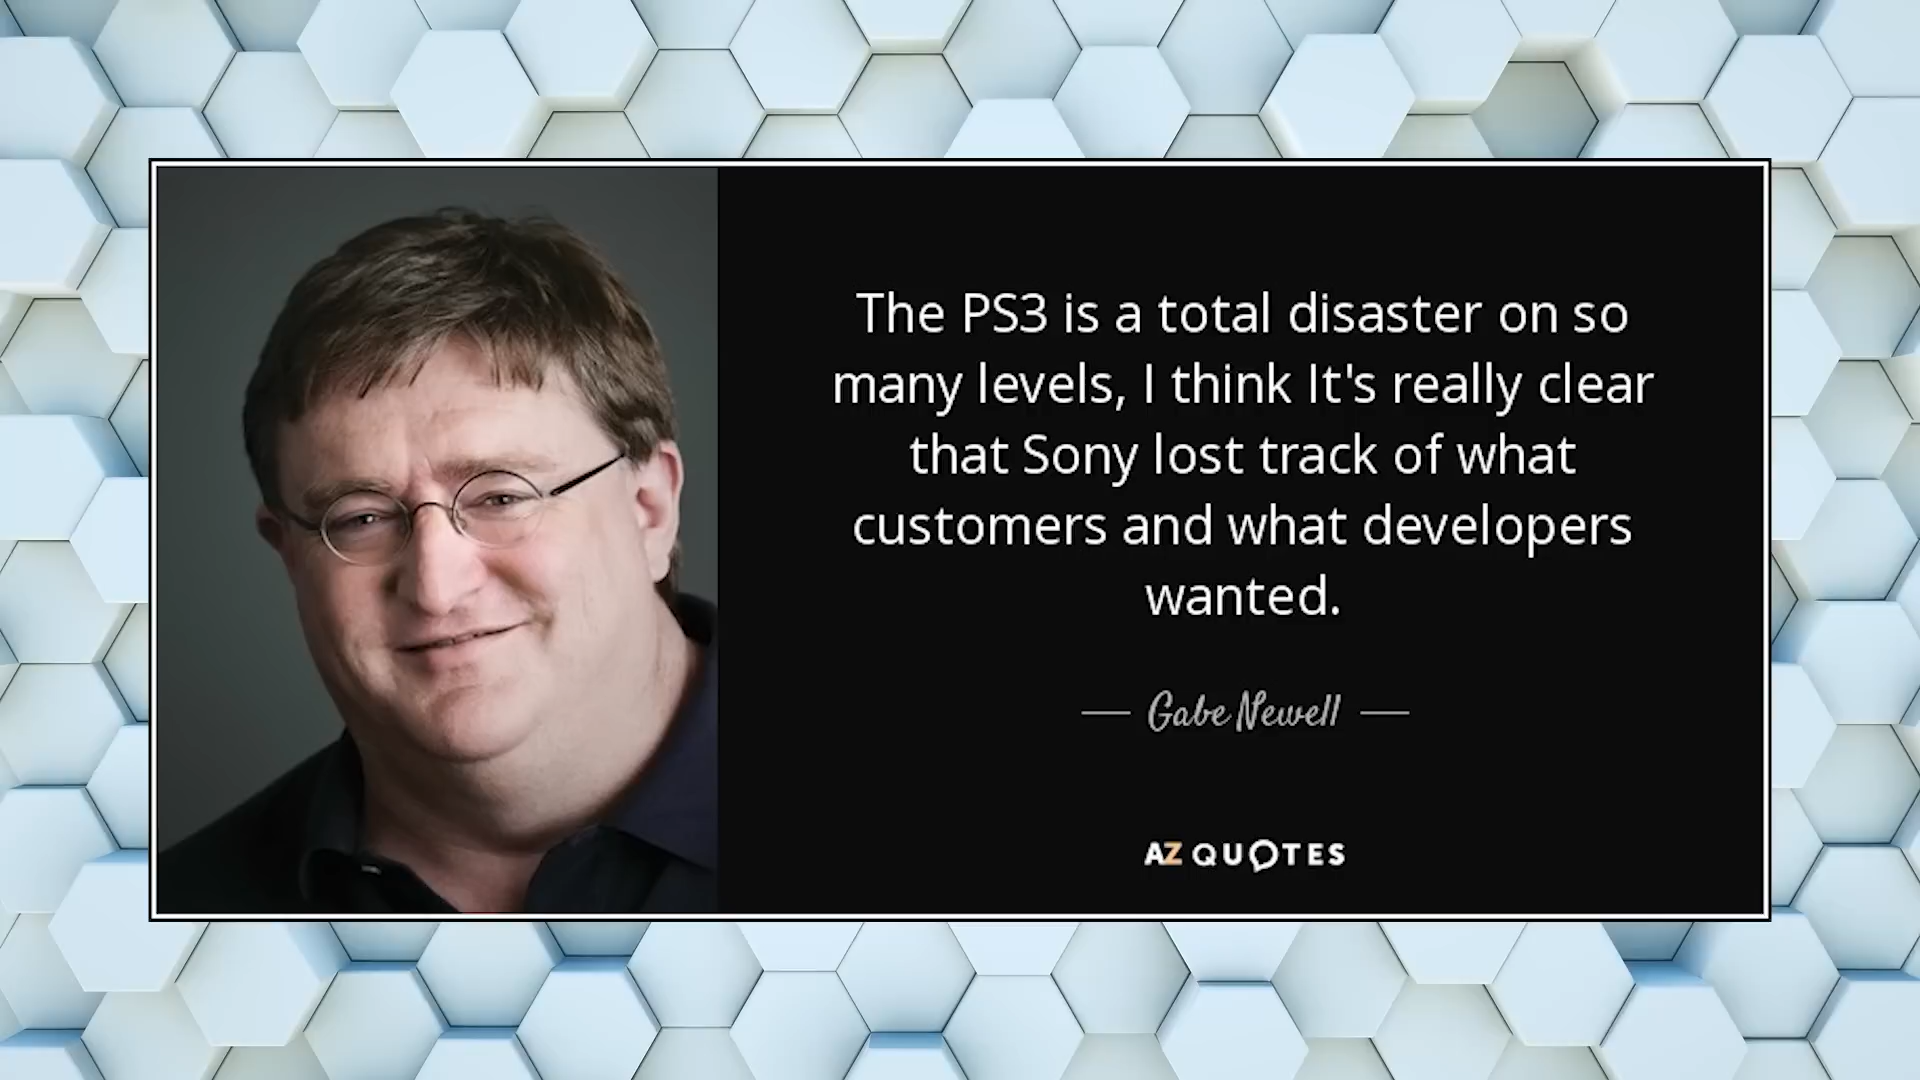 The PS3 is a total disaster on so
many levels, I think It's really clear
that Sony lost track of what
customers and what developers
wanted.
Gabe Newell
AZ QUOTES